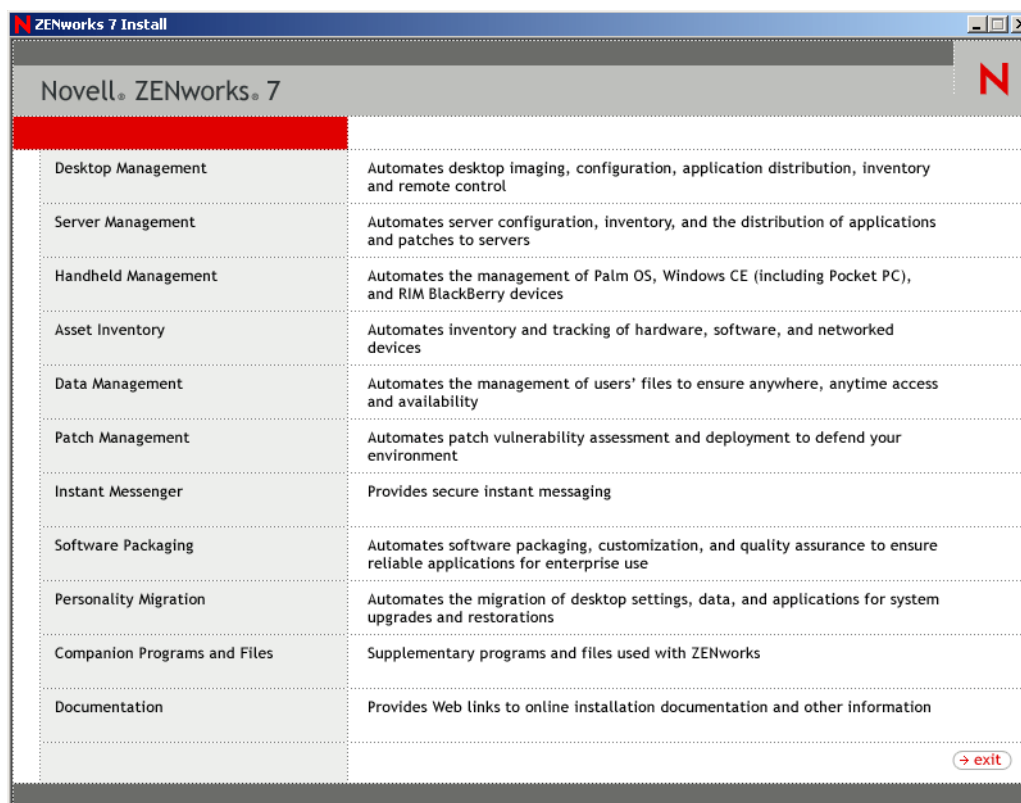 ZENworks 7 Install
Novell® ZENworks® 7
N
Desktop Management
Automates desktop imaging, configuration, application distribution, inventory
and remote control
Server Management
Automates server configuration, inventory, and the distribution of applications
and patches to servers
Handheld Management
Automates the management of Palm OS, Windows CE (including Pocket PC),
and RIM BlackBerry devices
Asset Inventory
Automates inventory and tracking of hardware, software, and networked
devices
Data Management
Automates the management of users’ files to ensure anywhere, anytime access
and availability
Patch Management
Automates patch vulnerability assessment and deployment to defend your
environment
Instant Messenger
Provides secure instant messaging
Software Packaging
Automates software packaging, customization, and quality assurance to ensure
reliable applications for enterprise use
Personality Migration
Automates the migration of desktop settings, data, and applications for system
upgrades and restorations
Companion Programs and Files
Supplementary programs and files used with ZENworks
Documentation
Provides Web links to online installation documentation and other information
exit